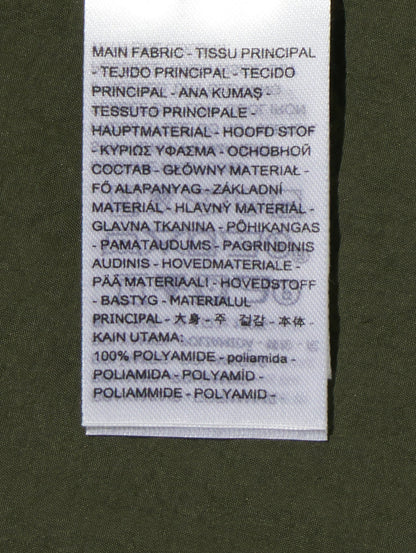 MAIN FABRIC - TISSU PRINCIPAL
- TEJIDO PRINCIPAL - TECIDO
PRINCIPAL - ANA KUMAŞ -
TESSUTO PRINCIPALE -
HAUPTMATERIAL - HOOFD STOF
- ΚΥΡΙΩΣ ΥΦΑΣΜΑ - ОСНОВНОЙ
СОСТАВ - GŁÓWNY MATERIAŁ -
FŐ ALAPANYAG - ZÁKLADNÍ
MATERIÁL - HLAVNÝ MATERIÁL -
GLAVNA TKANINA - PÕHIKANGAS
- PAMATAUDUMS - PAGRINDINIS
AUDINIS - HOVEDMATERIALE -
PÄÄ MATERIAALI - HOVEDSTOFF
- BASTYG - MATERIALUL
PRINCIPAL - 大身 - 주 겉감 - 本体 -
KAIN UTAMA:
100% POLYAMIDE - poliamida -
POLIAMIDA - POLYAMİD -
POLIAMMIDE - POLYAMID -